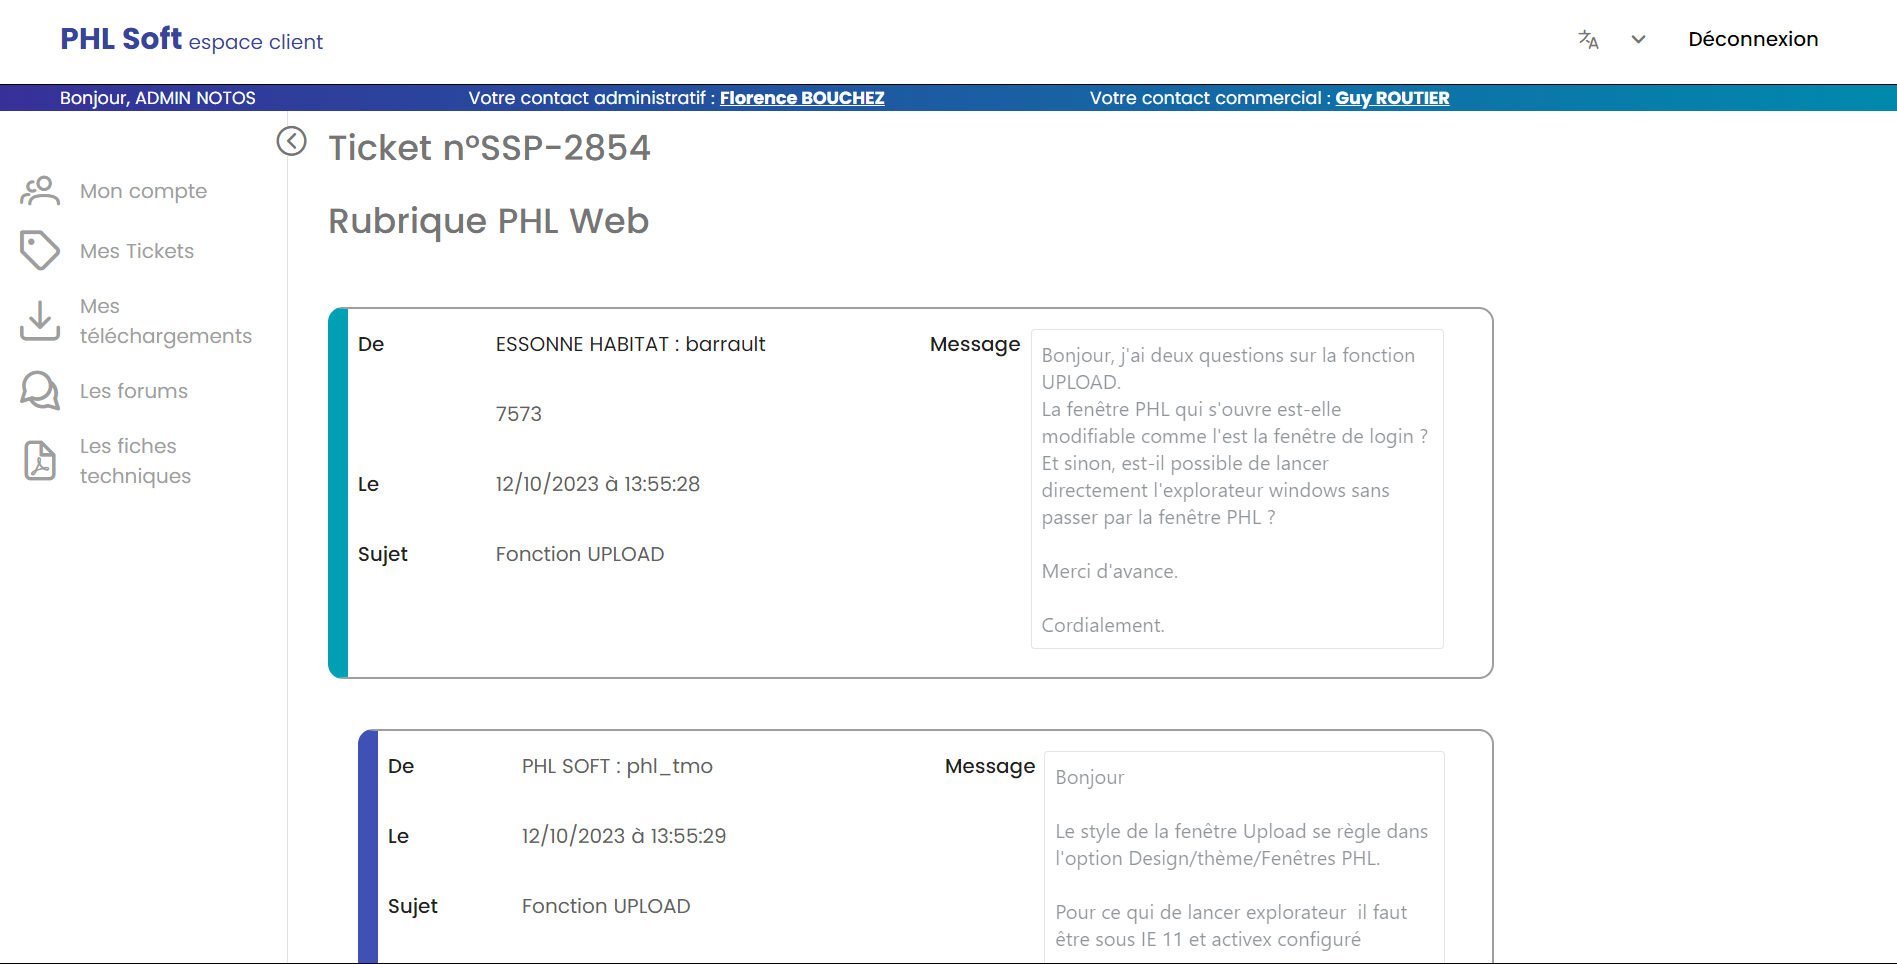 PHL Soft espace client
Déconnexion
Bonjour, ADMIN NOTOS
Votre contact administratif : Florence BOUCHEZ
Votre contact commercial : Guy ROUTIER
Mon compte
Mes Tickets
Mes
téléchargements
Les forums
Les fiches
techniques
Ticket n°SSP-2854
Rubrique PHL Web
De
ESSONNE HABITAT : barrault
7573
Le
12/10/2023 à 13:55:28
Sujet
Fonction UPLOAD
Message
Bonjour, j'ai deux questions sur la fonction
UPLOAD.
La fenêtre PHL qui s'ouvre est-elle
modifiable comme l'est la fenêtre de login ?
Et sinon, est-il possible de lancer
directement l'explorateur windows sans
passer par la fenêtre PHL ?
Merci d'avance.
Cordialement.
De
PHL SOFT : phl_tmo
Le
12/10/2023 à 13:55:29
Sujet
Fonction UPLOAD
Message
Bonjour
Le style de la fenêtre Upload se règle dans
l'option Design/thème/Fenêtres PHL.
Pour ce qui de lancer explorateur  il faut
être sous IE 11 et activex configuré